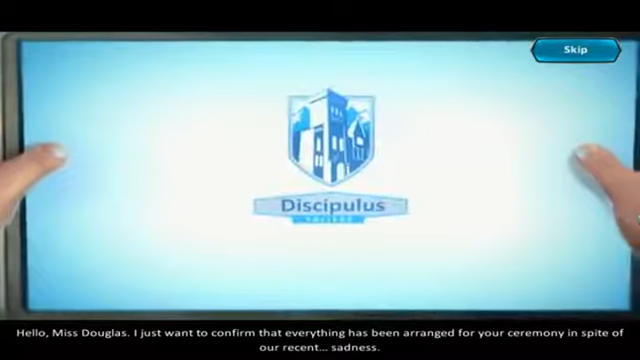 Skip
Discipulus
COLLEGE
Hello, Miss Douglas. I just want to confirm that everything has been arranged for your ceremony in spite of
our recent... sadness.